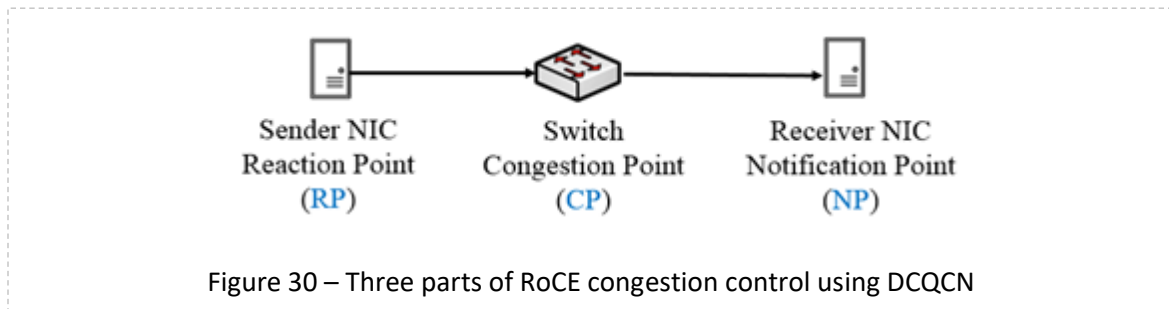 Sender NIC
Reaction Point
(RP)
Switch
Congestion Point
(CP)
Receiver NIC
Notification Point
(NP)
Figure 30 – Three parts of RoCE congestion control using DCQCN